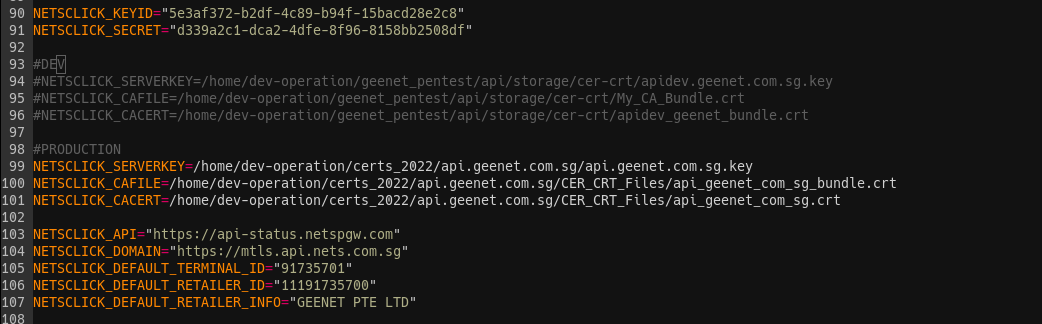 90 NETSCLICK_KEYID="5e3af372-b2df-4c89-b94f-15bacd28e2c8"
91 NETSCLICK_SECRET="d339a2c1-dca2-4dfe-8f96-8158bb2508df"
92
93 #DEV
94 #NETSCLICK_SERVERKEY=/home/dev-operation/geenet_pentest/api/storage/cer-crt/apidev.geenet.com.sg.key
95 #NETSCLICK_CAFILE=/home/dev-operation/geenet_pentest/api/storage/cer-crt/My_CA_Bundle.crt
96 #NETSCLICK_CACERT=/home/dev-operation/geenet_pentest/api/storage/cer-crt/apidev_geenet_bundle.crt
97
98 #PRODUCTION
99 NETSCLICK_SERVERKEY=/home/dev-operation/certs_2022/api.geenet.com.sg/api.geenet.com.sg.key
100 NETSCLICK_CAFILE=/home/dev-operation/certs_2022/api.geenet.com.sg/CER_CRT_Files/api_geenet_com_sg_bundle.crt
101 NETSCLICK_CACERT=/home/dev-operation/certs_2022/api.geenet.com.sg/CER_CRT_Files/api_geenet_com_sg.crt
102
103 NETSCLICK_API="https://api-status.netspgw.com"
104 NETSCLICK_DOMAIN="https://mtls.api.nets.com.sg"
105 NETSCLICK_DEFAULT_TERMINAL_ID="91735701"
106 NETSCLICK_DEFAULT_RETAILER_ID="11191735700"
107 NETSCLICK_DEFAULT_RETAILER_INFO="GEENET PTE LTD"
108